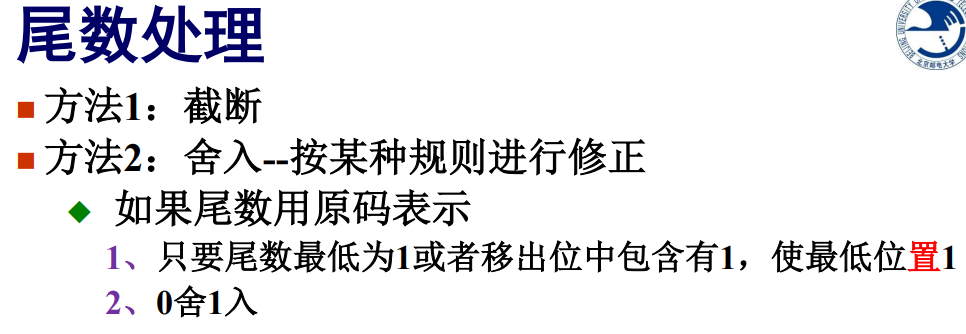 尾数处理
方法1：截断
方法2：舍入--按某种规则进行修正
如果尾数用原码表示
1、只要尾数最低为1或者移出位中包含有1，使最低位置1
2、0舍1入